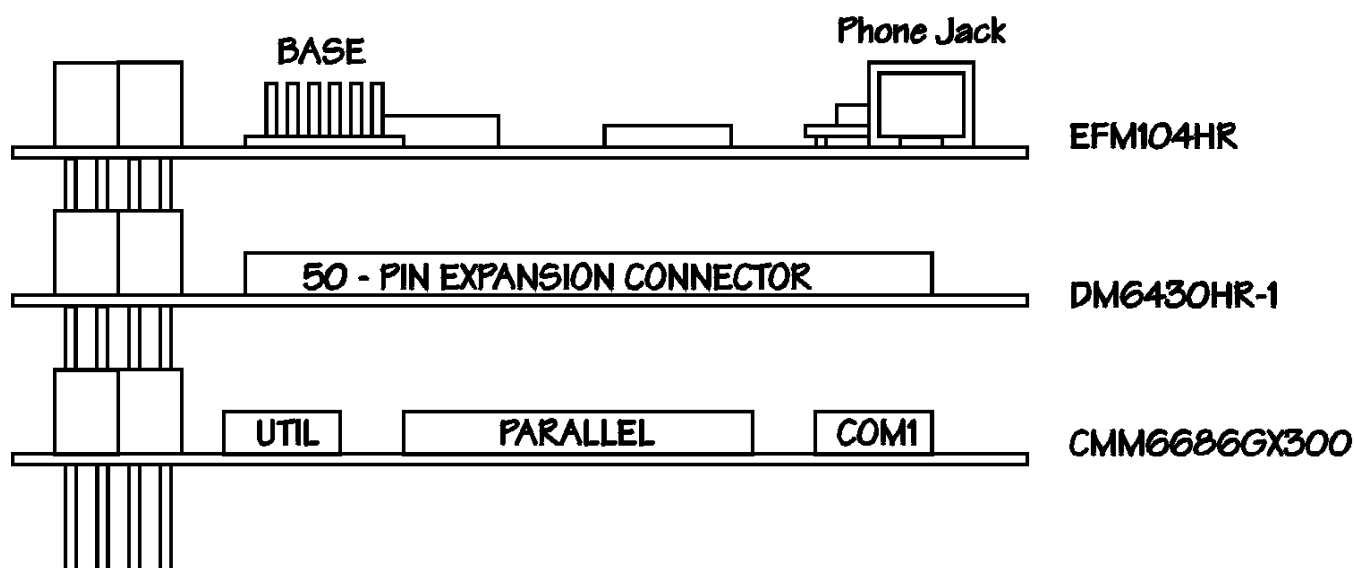 BASE
Phone Jack
EFM104HR
50 - PIN EXPANSION CONNECTOR
DM6430HR-1
UTIL
PARALLEL
COM1
CMM6686GX300